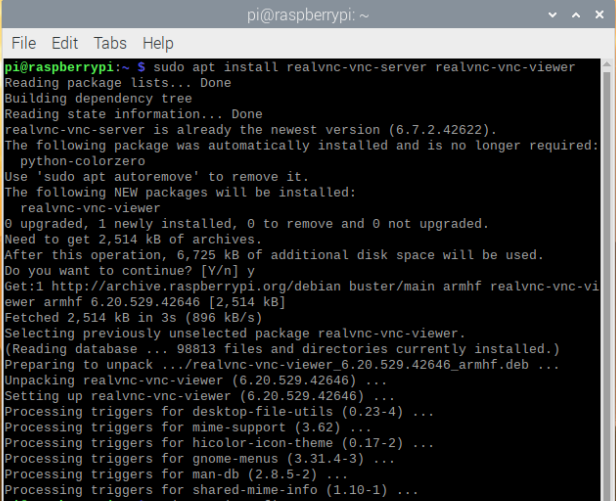 pi@raspberrypi: ~
File Edit Tabs Help
pi@raspberrypi:~ $ sudo apt install realvnc-vnc-server realvnc-vnc-viewer
Reading package lists... Done
Building dependency tree
Reading state information... Done
realvnc-vnc-server is already the newest version (6.7.2.42622).
The following package was automatically installed and is no longer required:
  python-colorzero
Use 'sudo apt autoremove' to remove it.
The following NEW packages will be installed:
  realvnc-vnc-viewer
0 upgraded, 1 newly installed, 0 to remove and 0 not upgraded.
Need to get 2,514 kB of archives.
After this operation, 6,725 kB of additional disk space will be used.
Do you want to continue? [Y/n] y
Get:1 http://archive.raspberrypi.org/debian buster/main armhf realvnc-vnc-vi
ewer armhf 6.20.529.42646 [2,514 kB]
Fetched 2,514 kB in 3s (896 kB/s)
Selecting previously unselected package realvnc-vnc-viewer.
(Reading database ... 98813 files and directories currently installed.)
Preparing to unpack .../realvnc-vnc-viewer_6.20.529.42646_armhf.deb ...
Unpacking realvnc-vnc-viewer (6.20.529.42646) ...
Setting up realvnc-vnc-viewer (6.20.529.42646) ...
Processing triggers for desktop-file-utils (0.23-4) ...
Processing triggers for mime-support (3.62) ...
Processing triggers for hicolor-icon-theme (0.17-2) ...
Processing triggers for gnome-menus (3.31.4-3) ...
Processing triggers for man-db (2.8.5-2) ...
Processing triggers for shared-mime-info (1.10-1) ...